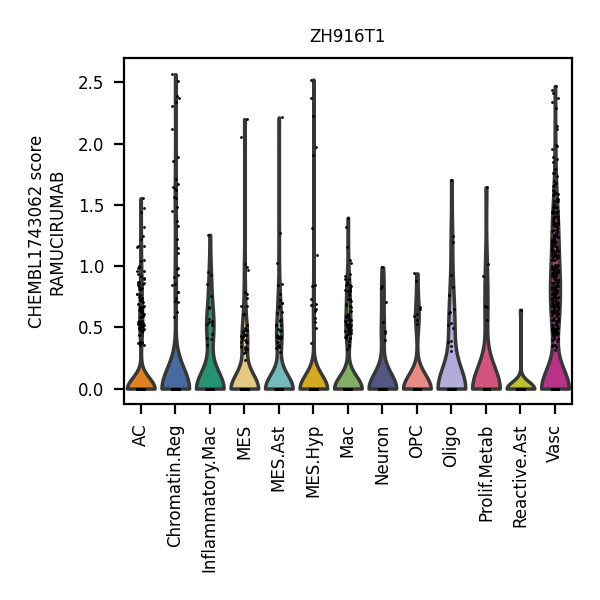 ZH916T1
CHEMBL1743062 score
RAMUCIRUMAB
2.5
2.0
1.5
1.0
0.5
0.0
AC
Chromatin.Reg
Inflammatory.Mac
MES
MES.Ast
MES.Hyp
Mac
Neuron
OPC
Oligo
Prolif.Metab
Reactive.Ast
Vasc